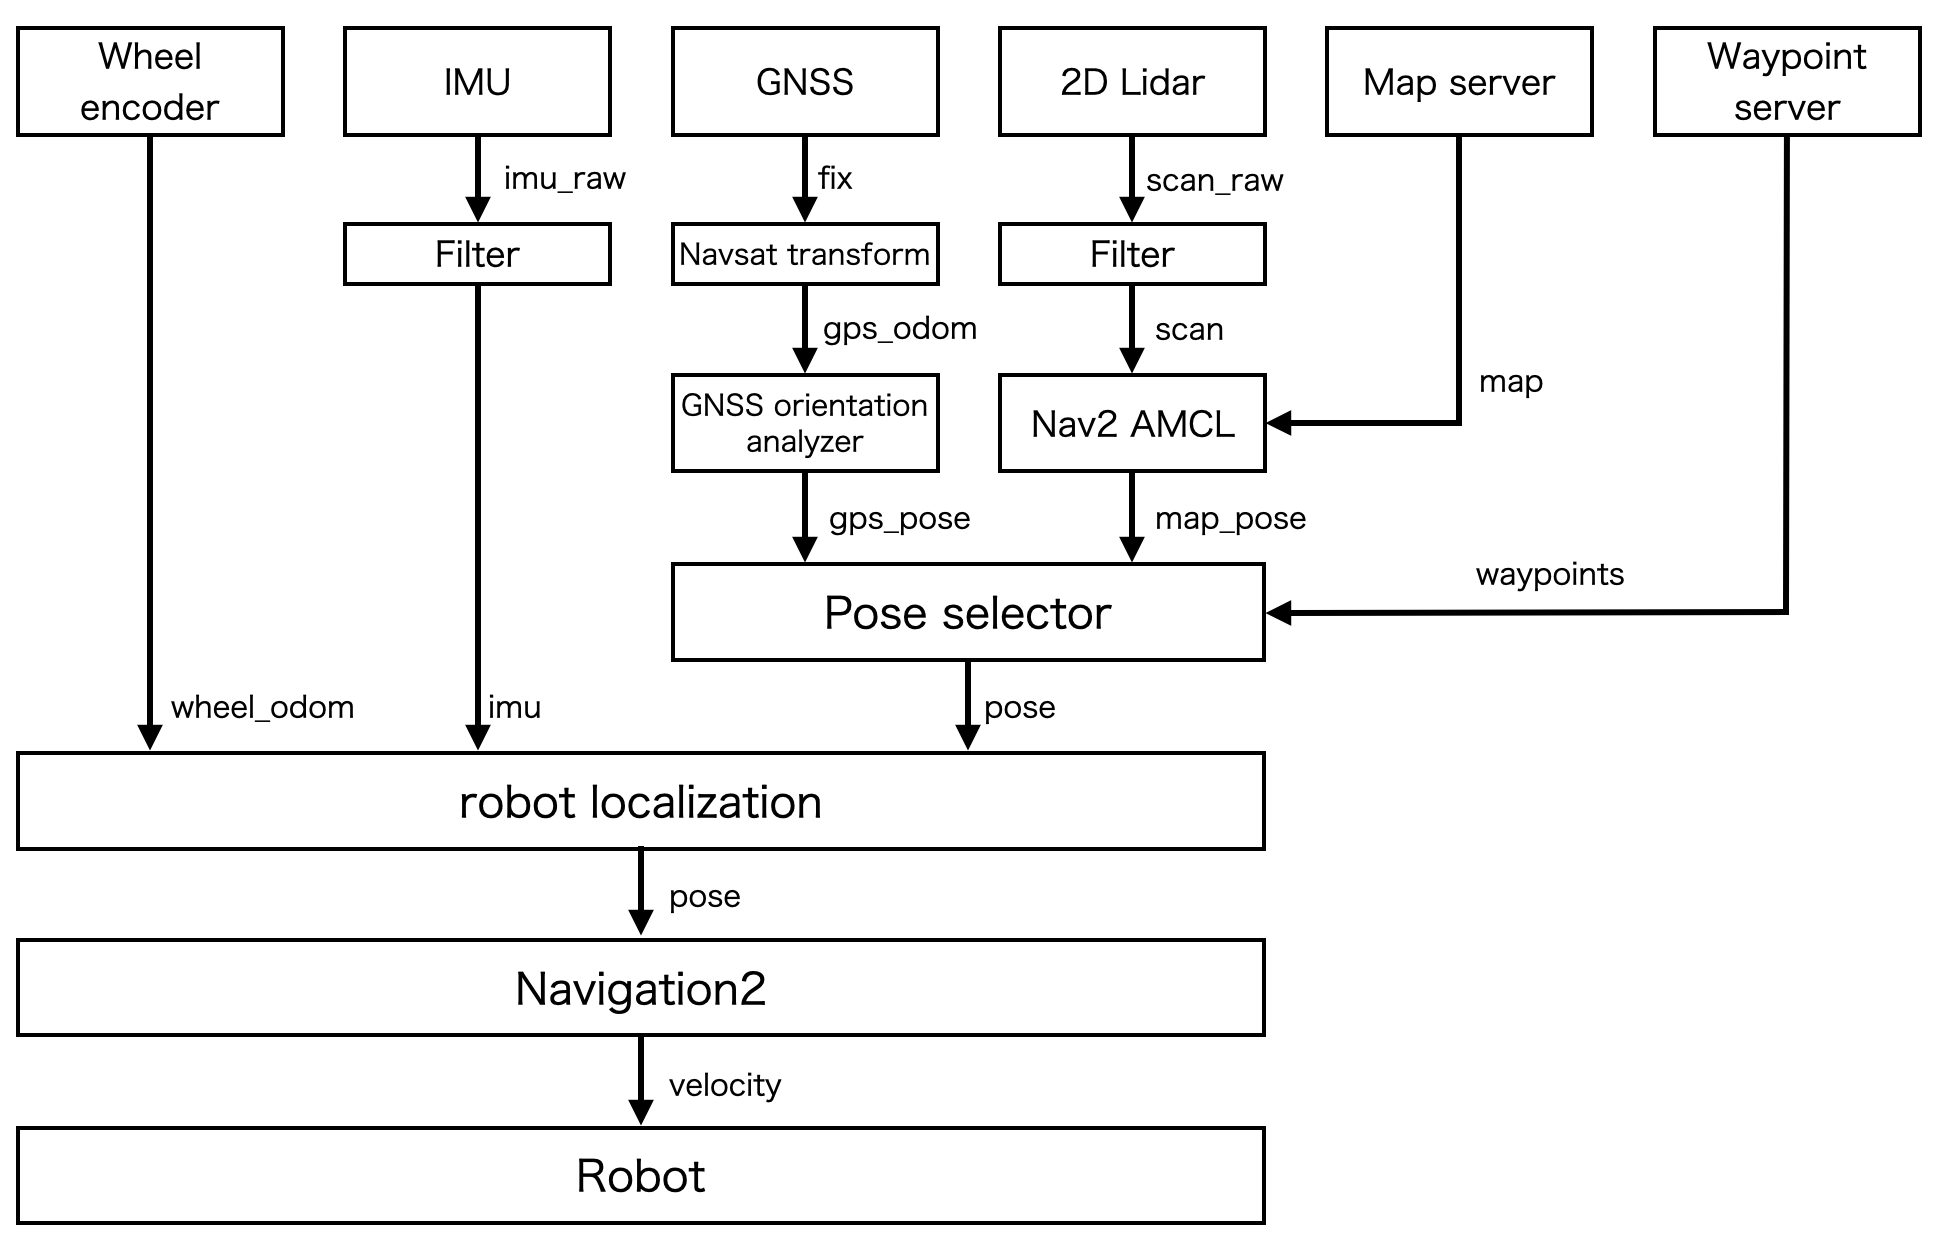 Wheel
encoder
IMU
GNSS
2D Lidar
Map server
Waypoint
server
imu_raw
fix
scan_raw
Filter
Navsat transform
Filter
gps_odom
scan
map
GNSS orientation
analyzer
Nav2 AMCL
gps_pose
map_pose
waypoints
Pose selector
wheel_odom
imu
pose
robot localization
pose
Navigation2
velocity
Robot